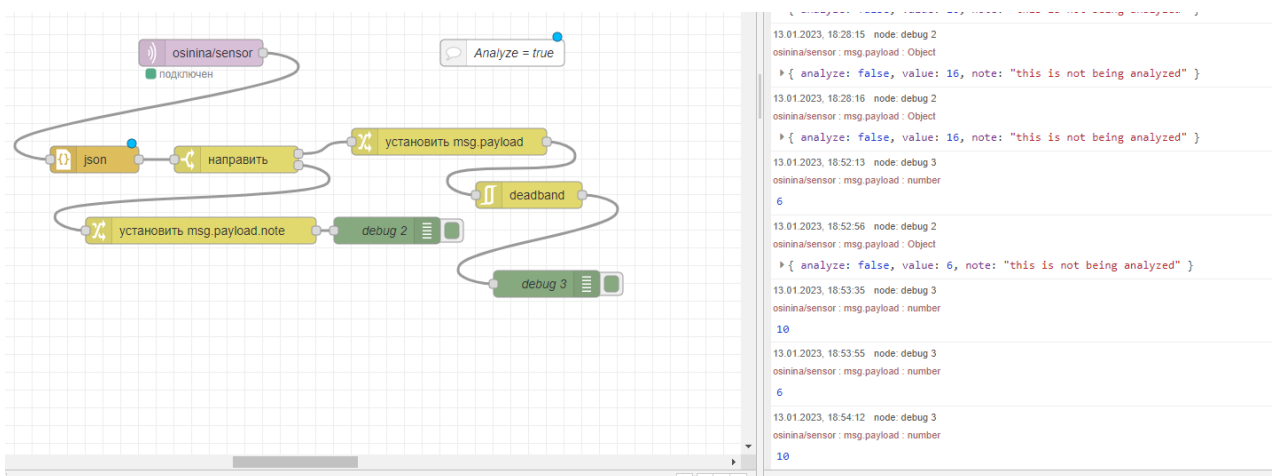 osinina/sensor
подключен
Analyze = true
json
направить
установить msg.payload
deadband
установить msg.payload.note
debug 2
debug 3
13.01.2023, 18:28:15 node: debug 2
osinina/sensor : msg.payload : Object
{ analyze: false, value: 16, note: "this is not being analyzed" }
13.01.2023, 18:28:16 node: debug 2
osinina/sensor : msg.payload : Object
{ analyze: false, value: 16, note: "this is not being analyzed" }
13.01.2023, 18:52:13 node: debug 3
osinina/sensor : msg.payload : number
6
13.01.2023, 18:52:56 node: debug 2
osinina/sensor : msg.payload : Object
{ analyze: false, value: 6, note: "this is not being analyzed" }
13.01.2023, 18:53:35 node: debug 3
osinina/sensor : msg.payload : number
10
13.01.2023, 18:53:55 node: debug 3
osinina/sensor : msg.payload : number
6
13.01.2023, 18:54:12 node: debug 3
osinina/sensor : msg.payload : number
10